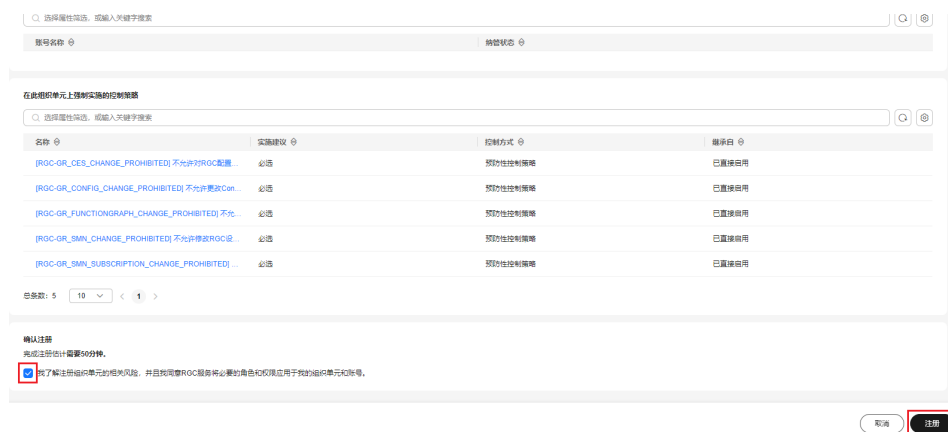 选择属性筛选，或输入关键字搜索
账号名称 纳管状态
在此组织单元上强制实施的控制策略
选择属性筛选，或输入关键字搜索
名称 实施建议 控制方式 继承自
[RGC-GR_CES_CHANGE_PROHIBITED] 不允许对RGC配置... 必选 预防性控制策略 已直接启用
[RGC-GR_CONFIG_CHANGE_PROHIBITED] 不允许更改Con... 必选 预防性控制策略 已直接启用
[RGC-GR_FUNCTIONGRAPH_CHANGE_PROHIBITED] 不允... 必选 预防性控制策略 已直接启用
[RGC-GR_SMN_CHANGE_PROHIBITED] 不允许修改RGC设... 必选 预防性控制策略 已直接启用
[RGC-GR_SMN_SUBSCRIPTION_CHANGE_PROHIBITED] ... 必选 预防性控制策略 已直接启用
总条数：5 10 < 1 >
确认注册
完成注册估计需要50分钟。
我了解注册组织单元的相关风险，并且我同意RGC服务将必要的角色和权限应用于我的组织单元和账号。
取消 注册